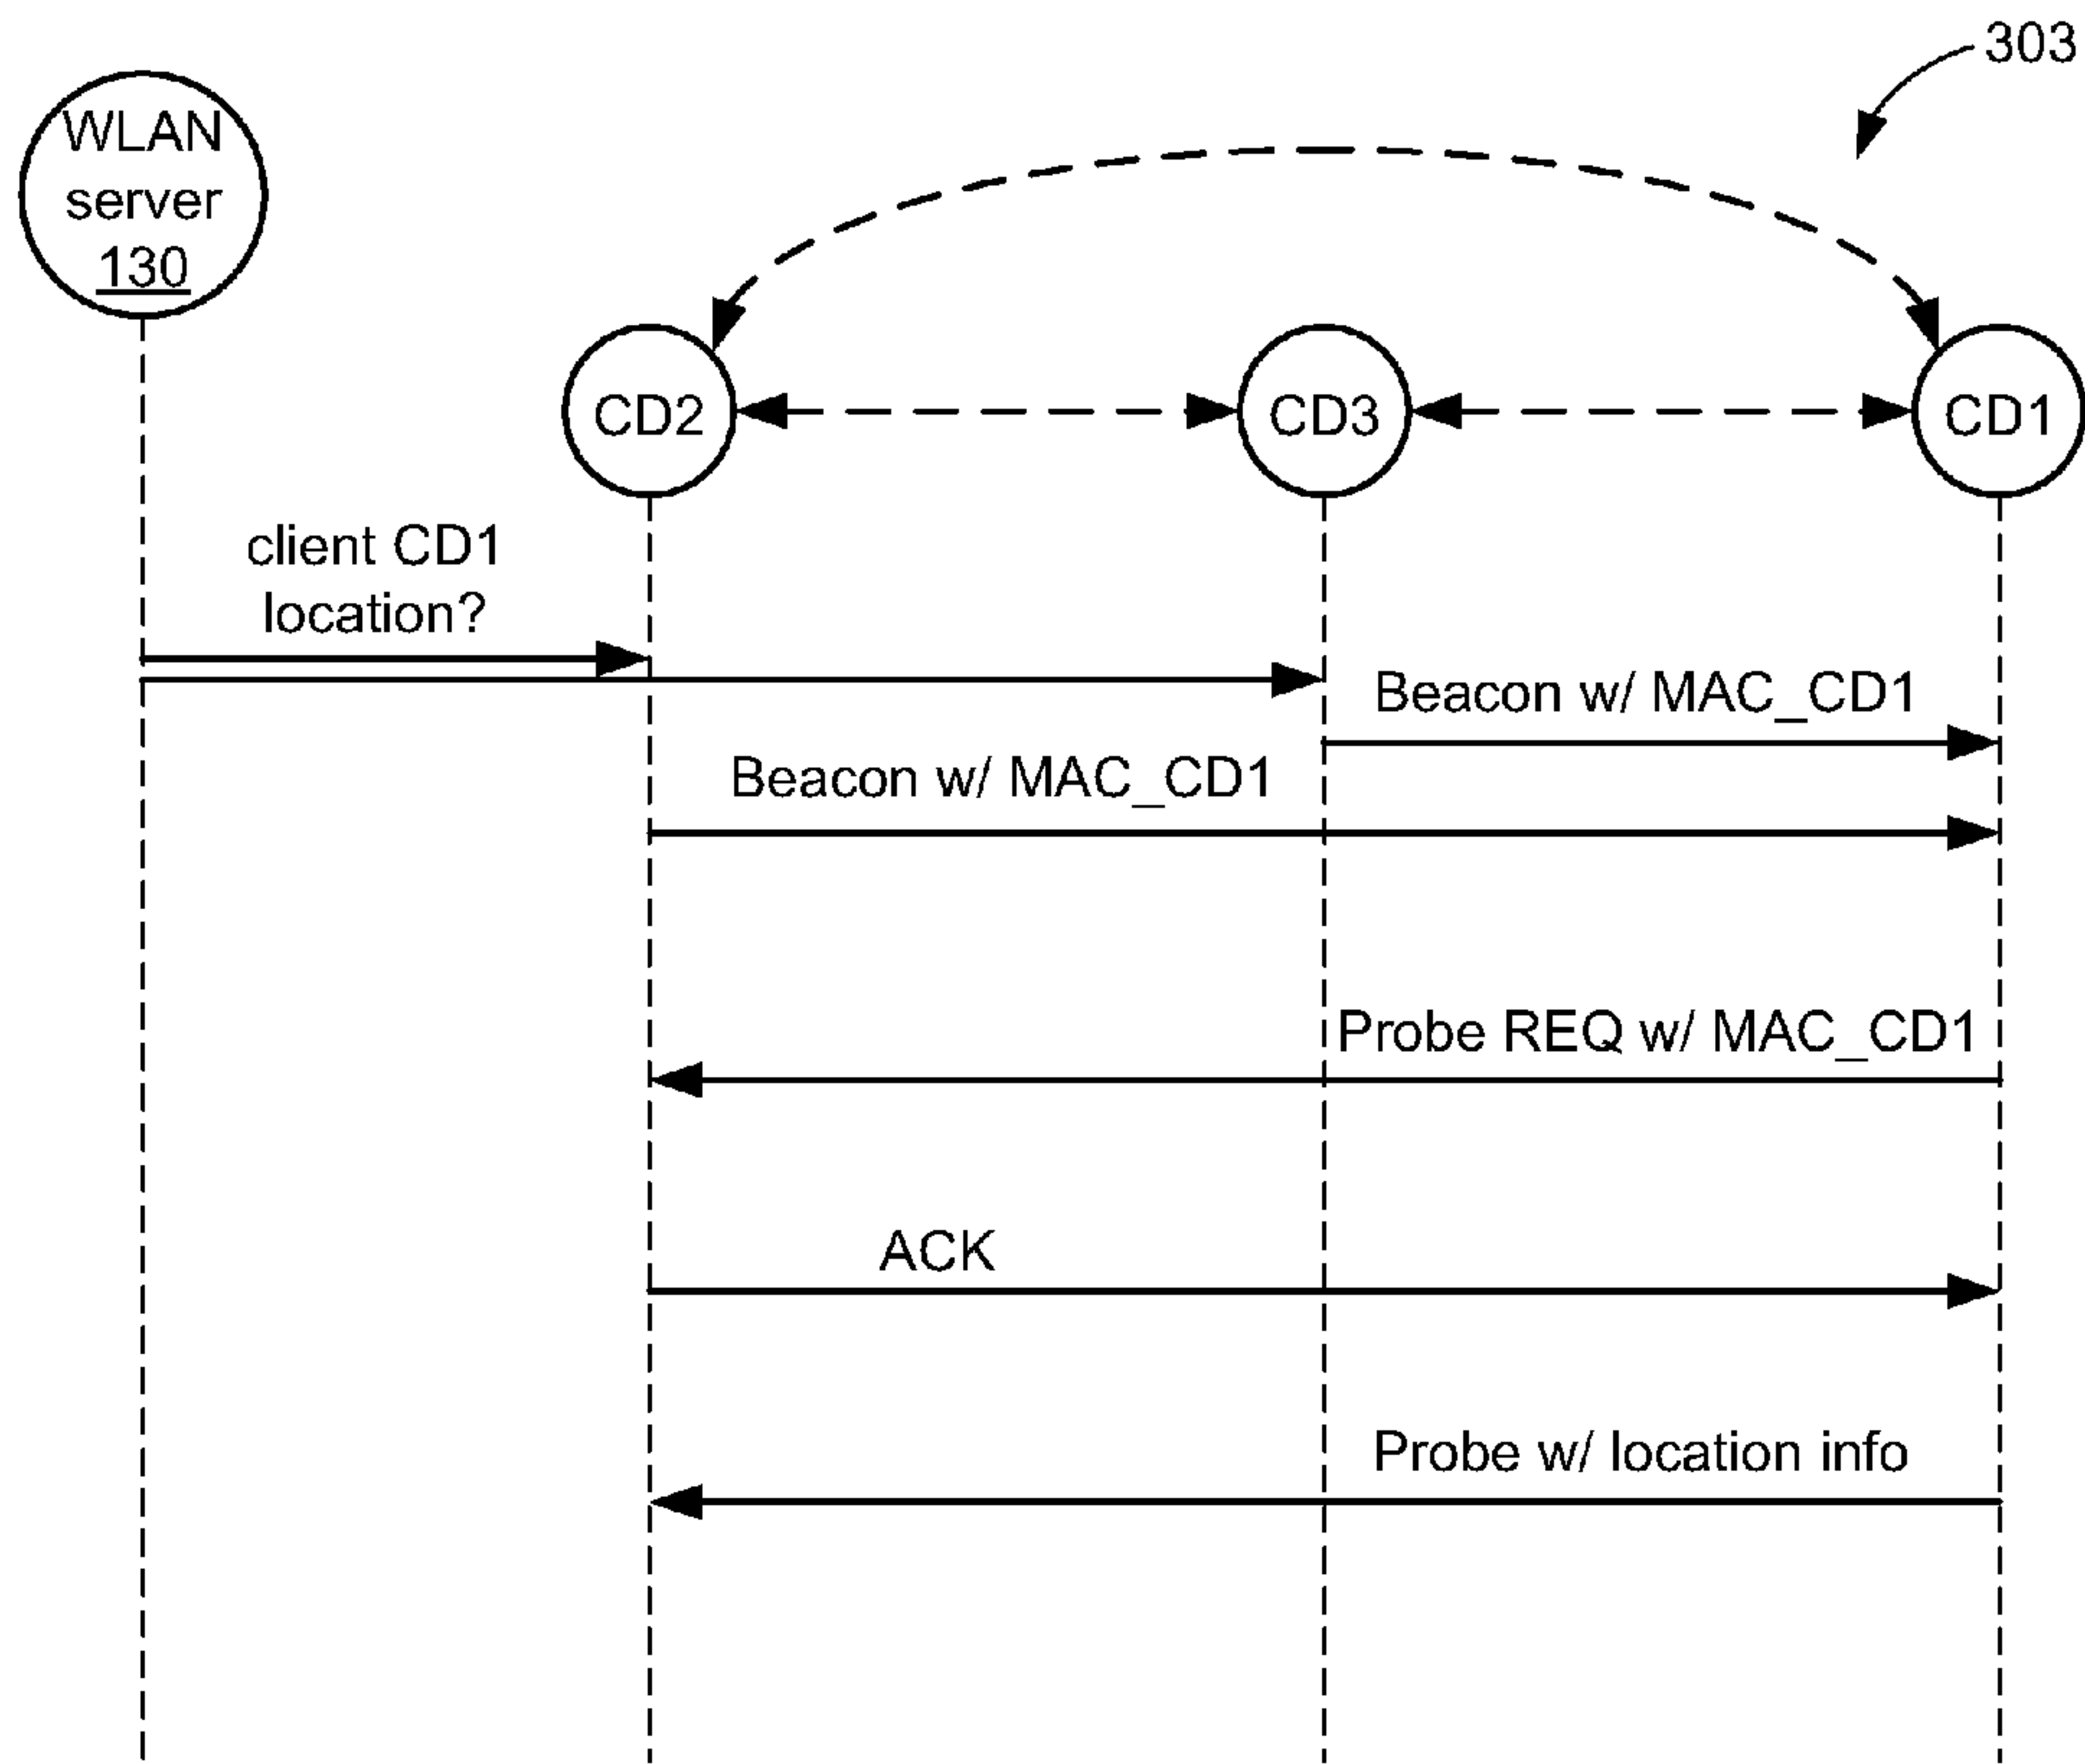 303
WLAN
server
130
CD2
CD3
CD1
client CD1
location?
Beacon w/ MAC_CD1
Beacon w/ MAC_CD1
Probe REQ w/ MAC_CD1
ACK
Probe w/ location info